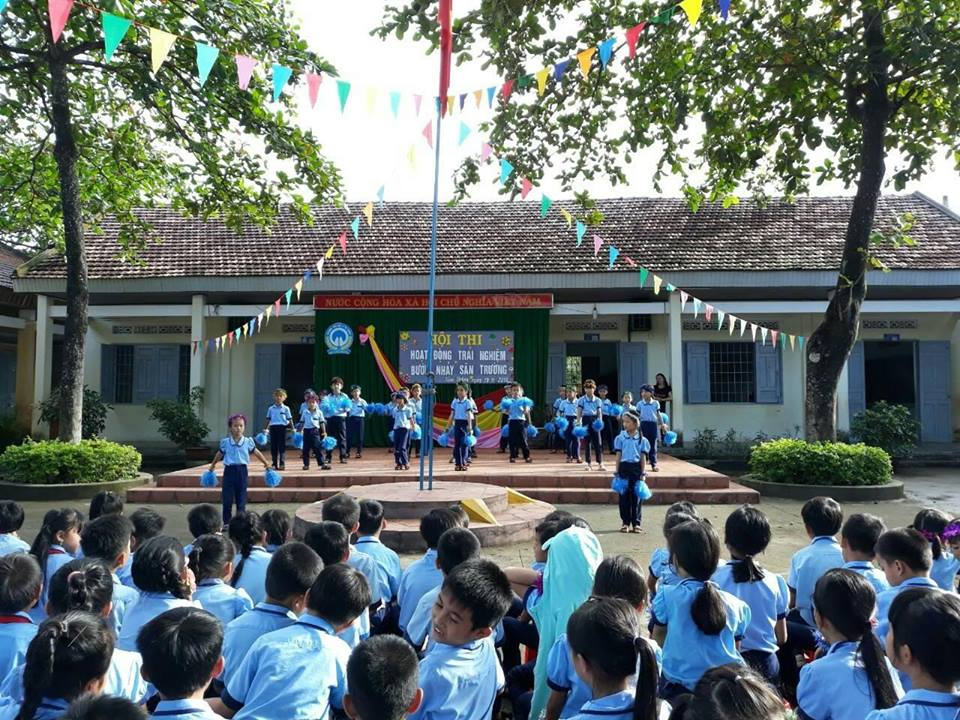 NƯỚC CỘNG HÒA XÃ HỘI CHỦ NGHĨA VIỆT NAM
HỘI THI
HOẠT ĐỘNG TRẢI NGHIỆM
BƯỚC NHẢY SÂN TRƯỜNG